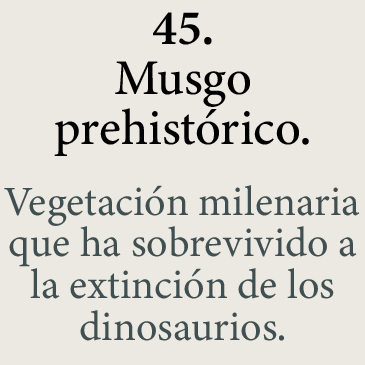 45.
Musgo
prehistórico.
Vegetación milenaria
que ha sobrevivido a
la extinción de los
dinosaurios.